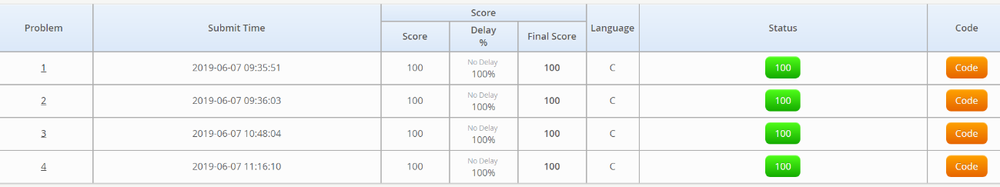 Problem Submit Time Score Language Status Code
Score Delay % Final Score
1 2019-06-07 09:35:51 100 No Delay 100% 100 C 100 Code
2 2019-06-07 09:36:03 100 No Delay 100% 100 C 100 Code
3 2019-06-07 10:48:04 100 No Delay 100% 100 C 100 Code
4 2019-06-07 11:16:10 100 No Delay 100% 100 C 100 Code